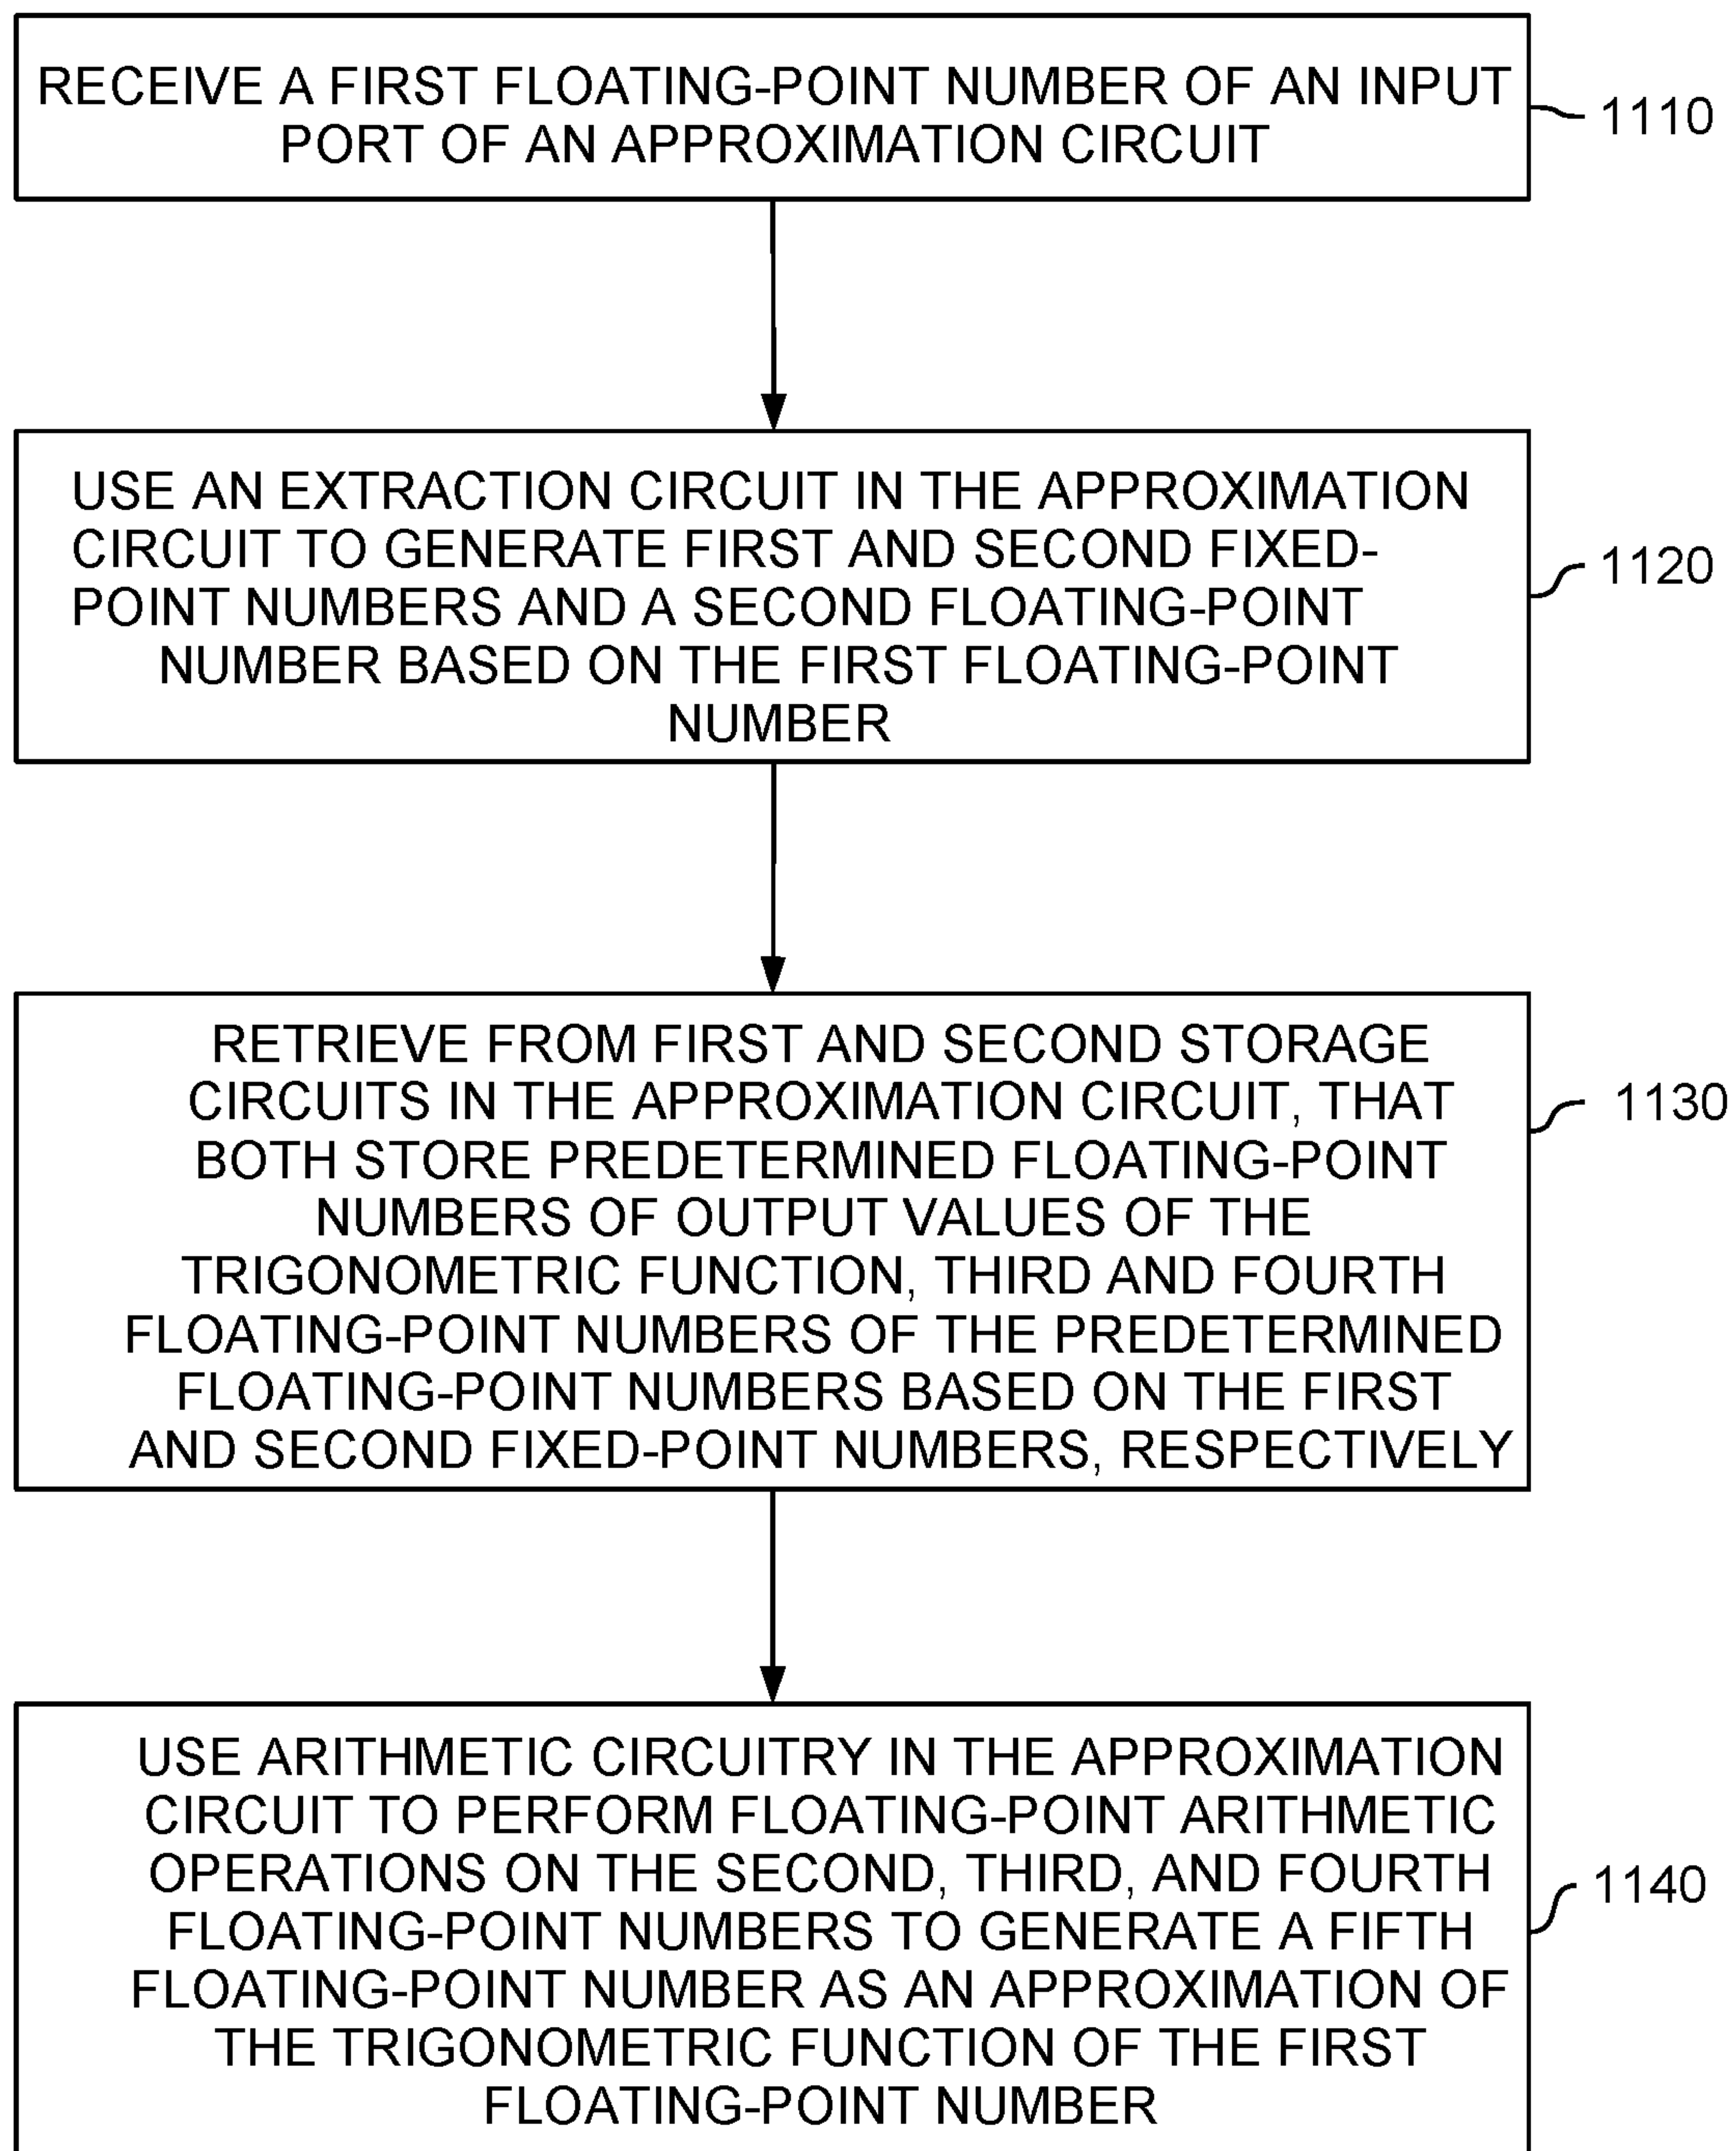 RECEIVE A FIRST FLOATING-POINT NUMBER OF AN INPUT
PORT OF AN APPROXIMATION CIRCUIT
1110
USE AN EXTRACTION CIRCUIT IN THE APPROXIMATION
CIRCUIT TO GENERATE FIRST AND SECOND FIXED-
POINT NUMBERS AND A SECOND FLOATING-POINT
NUMBER BASED ON THE FIRST FLOATING-POINT
NUMBER
1120
RETRIEVE FROM FIRST AND SECOND STORAGE
CIRCUITS IN THE APPROXIMATION CIRCUIT, THAT
BOTH STORE PREDETERMINED FLOATING-POINT
NUMBERS OF OUTPUT VALUES OF THE
TRIGONOMETRIC FUNCTION, THIRD AND FOURTH
FLOATING-POINT NUMBERS OF THE PREDETERMINED
FLOATING-POINT NUMBERS BASED ON THE FIRST
AND SECOND FIXED-POINT NUMBERS, RESPECTIVELY
1130
USE ARITHMETIC CIRCUITRY IN THE APPROXIMATION
CIRCUIT TO PERFORM FLOATING-POINT ARITHMETIC
OPERATIONS ON THE SECOND, THIRD, AND FOURTH
FLOATING-POINT NUMBERS TO GENERATE A FIFTH
FLOATING-POINT NUMBER AS AN APPROXIMATION OF
THE TRIGONOMETRIC FUNCTION OF THE FIRST
FLOATING-POINT NUMBER
1140